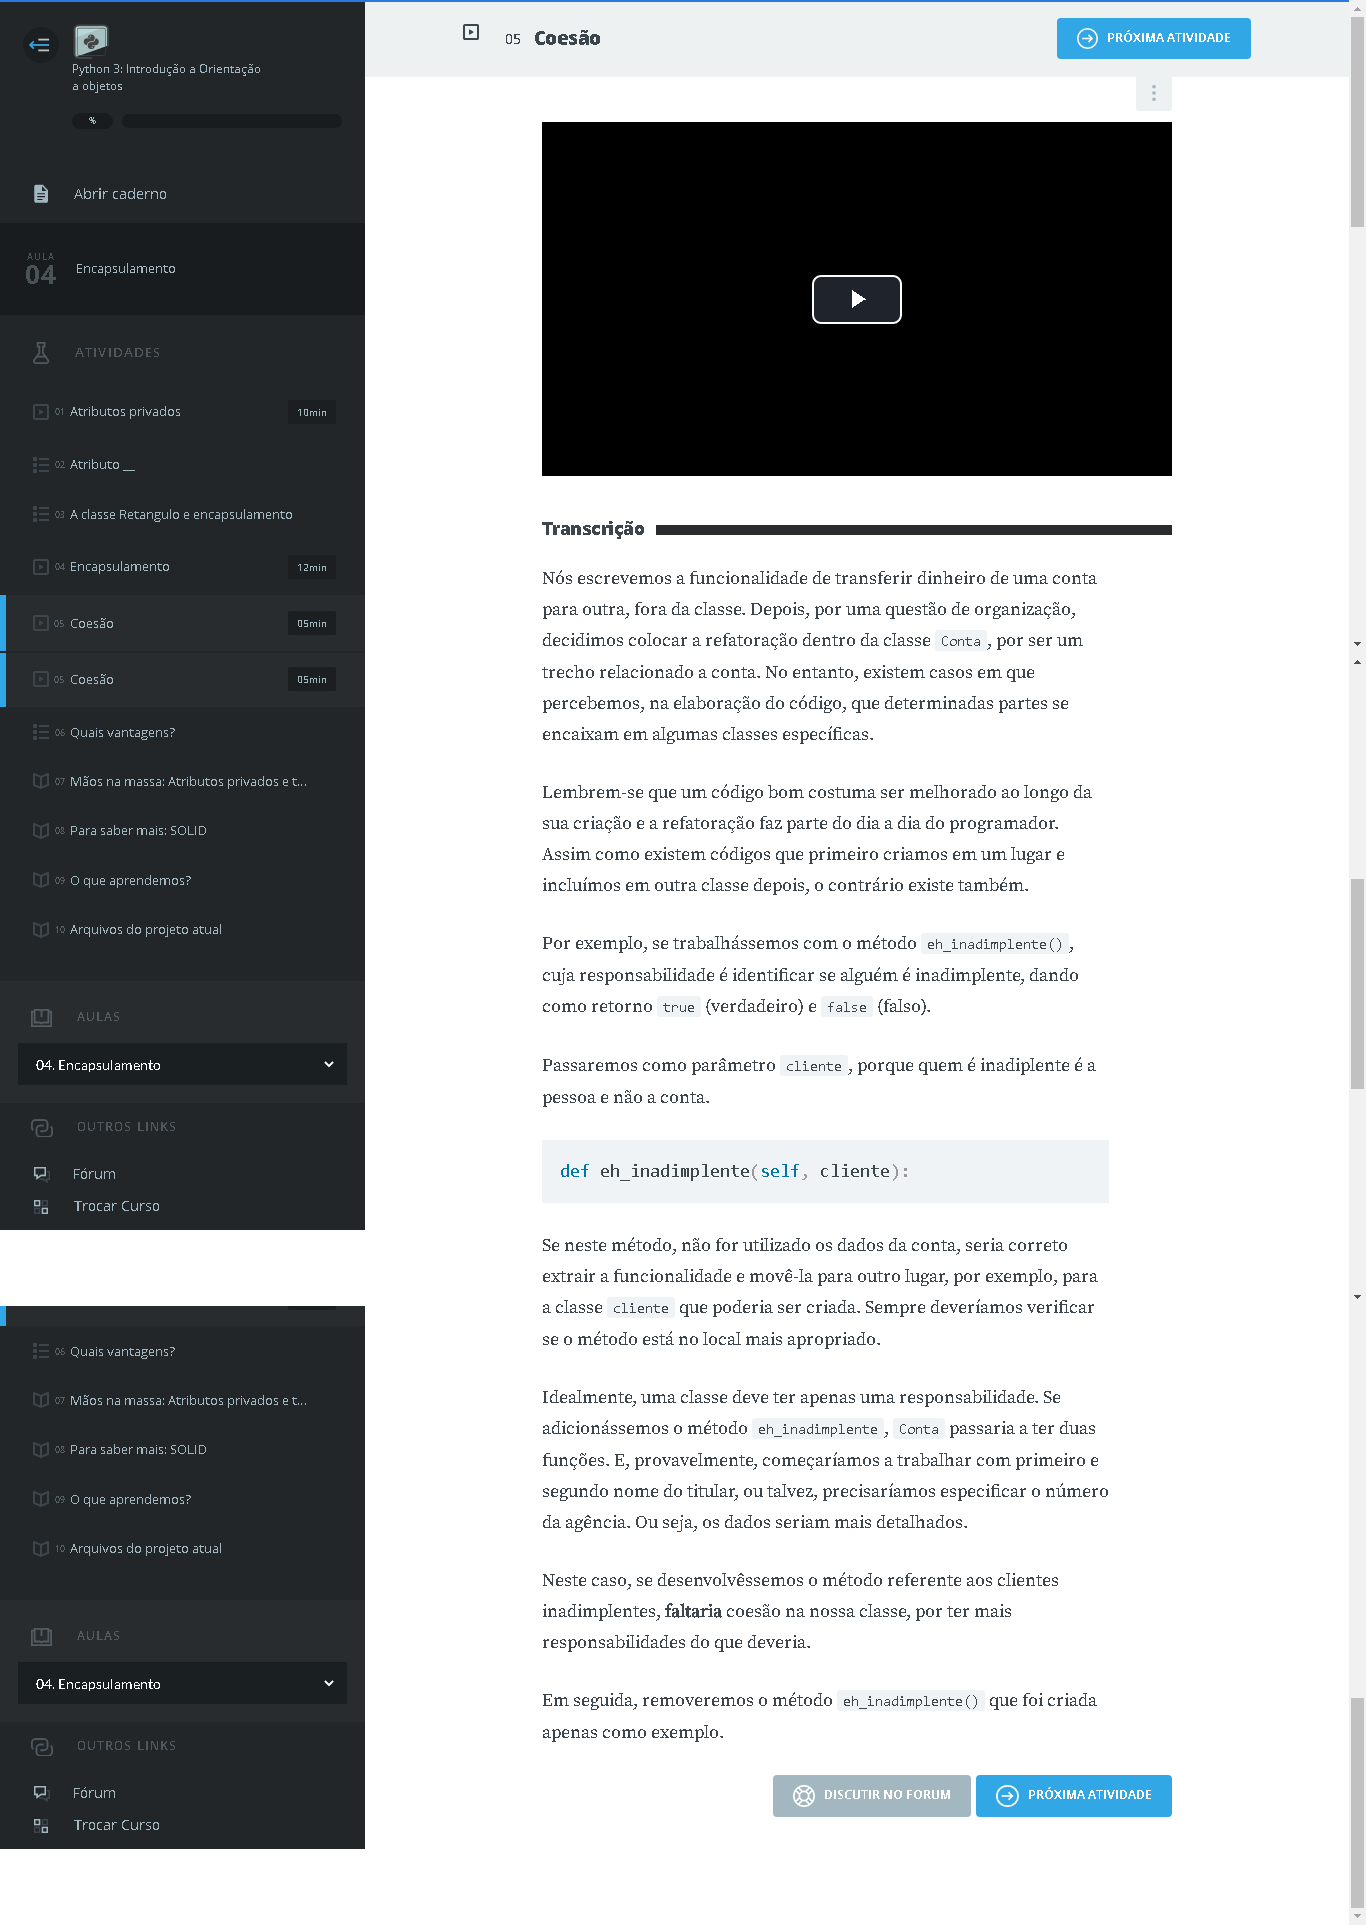 Python 3: Introdução a Orientação
a objetos
%
Abrir caderno
AULA
04
Encapsulamento
ATIVIDADES
01 Atributos privados 10min
02 Atributo __
03 A classe Retangulo e encapsulamento
04 Encapsulamento 12min
05 Coesão 05min
05 Coesão 05min
06 Quais vantagens?
07 Mãos na massa: Atributos privados e t...
08 Para saber mais: SOLID
09 O que aprendemos?
10 Arquivos do projeto atual
AULAS
04. Encapsulamento
OUTROS LINKS
Fórum
Trocar Curso
06 Quais vantagens?
07 Mãos na massa: Atributos privados e t...
08 Para saber mais: SOLID
09 O que aprendemos?
10 Arquivos do projeto atual
AULAS
04. Encapsulamento
OUTROS LINKS
Fórum
Trocar Curso
05 Coesão
PRÓXIMA ATIVIDADE
Transcrição
Nós escrevemos a funcionalidade de transferir dinheiro de uma conta
para outra, fora da classe. Depois, por uma questão de organização,
decidimos colocar a refatoração dentro da classe Conta, por ser um
trecho relacionado a conta. No entanto, existem casos em que
percebemos, na elaboração do código, que determinadas partes se
encaixam em algumas classes específicas.
Lembrem-se que um código bom costuma ser melhorado ao longo da
sua criação e a refatoração faz parte do dia a dia do programador.
Assim como existem códigos que primeiro criamos em um lugar e
incluímos em outra classe depois, o contrário existe também.
Por exemplo, se trabalhássemos com o método eh_inadimplente(),
cuja responsabilidade é identificar se alguém é inadimplente, dando
como retorno true (verdadeiro) e false (falso).
Passaremos como parâmetro cliente, porque quem é inadiplente é a
pessoa e não a conta.
def eh_inadimplente(self, cliente):
Se neste método, não for utilizado os dados da conta, seria correto
extrair a funcionalidade e movê-la para outro lugar, por exemplo, para
a classe cliente que poderia ser criada. Sempre deveríamos verificar
se o método está no local mais apropriado.
Idealmente, uma classe deve ter apenas uma responsabilidade. Se
adicionássemos o método eh_inadimplente, Conta passaria a ter duas
funções. E, provavelmente, começaríamos a trabalhar com primeiro e
segundo nome do titular, ou talvez, precisaríamos especificar o número
da agência. Ou seja, os dados seriam mais detalhados.
Neste caso, se desenvolvêssemos o método referente aos clientes
inadimplentes, faltaria coesão na nossa classe, por ter mais
responsabilidades do que deveria.
Em seguida, removeremos o método eh_inadimplente() que foi criada
apenas como exemplo.
DISCUTIR NO FORUM
PRÓXIMA ATIVIDADE